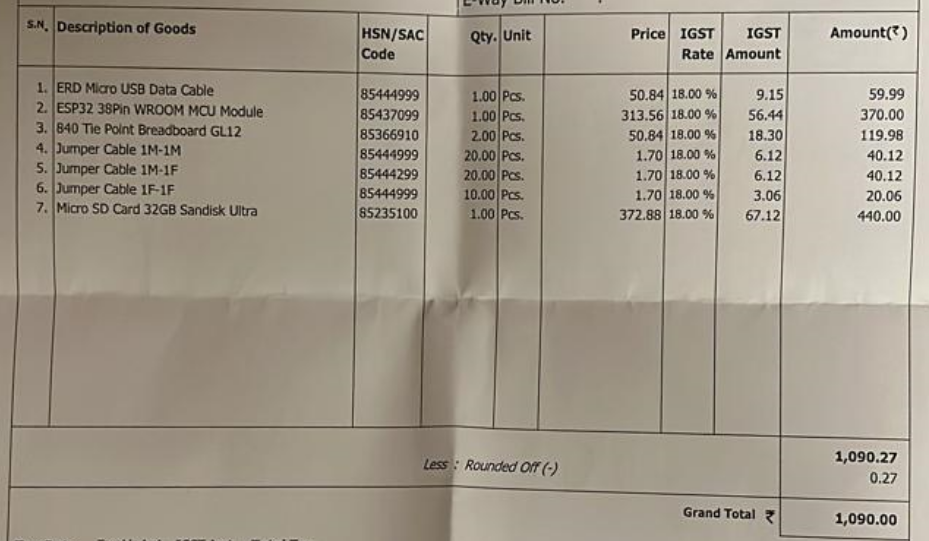 E-Way Bill No.
S.N. Description of Goods HSN/SAC Code Qty. Unit Price IGST Rate IGST Amount Amount(₹)
1. ERD Micro USB Data Cable 85444999 1.00 Pcs. 50.84 18.00 % 9.15 59.99
2. ESP32 38Pin WROOM MCU Module 85437099 1.00 Pcs. 313.56 18.00 % 56.44 370.00
3. 840 Tie Point Breadboard GL12 85366910 2.00 Pcs. 50.84 18.00 % 18.30 119.98
4. Jumper Cable 1M-1M 85444999 20.00 Pcs. 1.70 18.00 % 6.12 40.12
5. Jumper Cable 1M-1F 85444299 20.00 Pcs. 1.70 18.00 % 6.12 40.12
6. Jumper Cable 1F-1F 85444999 10.00 Pcs. 1.70 18.00 % 3.06 20.06
7. Micro SD Card 32GB Sandisk Ultra 85235100 1.00 Pcs. 372.88 18.00 % 67.12 440.00
1,090.27
Less : Rounded Off (-) 0.27
Grand Total ₹ 1,090.00